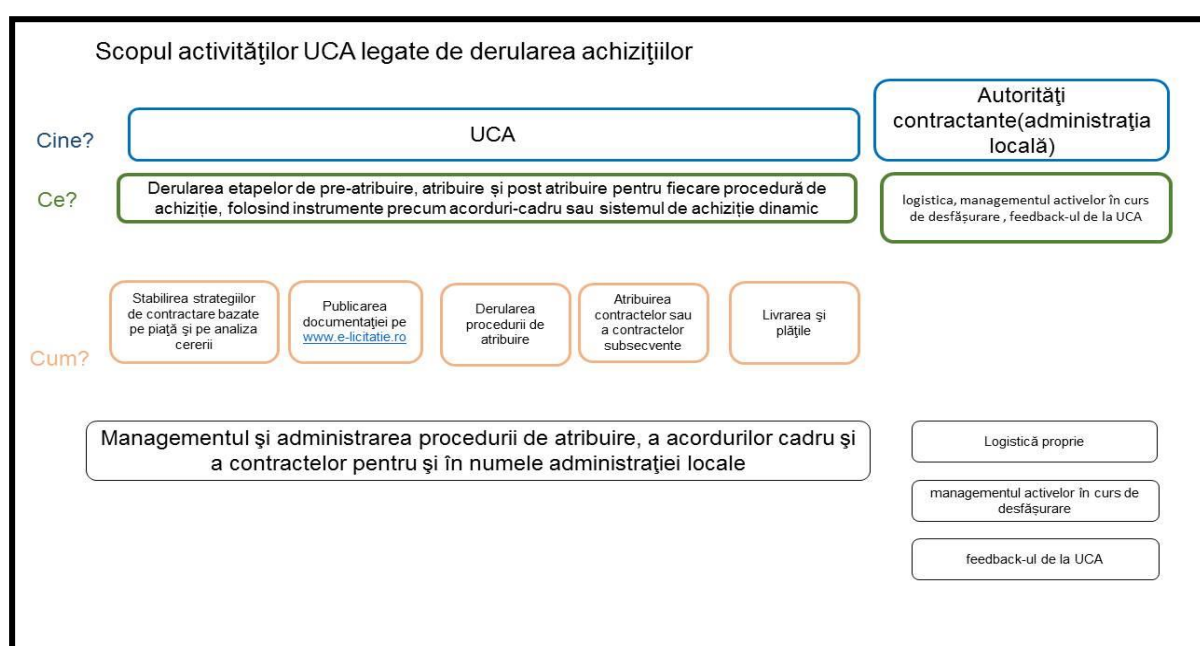 Scopul activităţilor UCA legate de derularea achiziţiilor
Cine?
UCA
Autorităţi
contractante(administraţia
locală)
Ce?
Derularea etapelor de pre-atribuire, atribuire și post atribuire pentru fiecare procedură de
achiziție, folosind instrumente precum acorduri-cadru sau sistemul de achiziție dinamic
logistica, managementul activelor în curs
de desfășurare , feedback-ul de la UCA
Cum?
Stabilirea strategiilor
de contractare bazate
pe piaţă şi pe analiza
cererii
Publicarea
documentaţiei pe
www.e-licitatie.ro
Derularea
procedurii de
atribuire
Atribuirea
contractelor sau
a contractelor
subsecvente
Livrarea şi
plăţile
Managementul şi administrarea procedurii de atribuire, a acordurilor cadru şi
a contractelor pentru şi în numele administraţiei locale
Logistică proprie
managementul activelor în curs de
desfășurare
feedback-ul de la UCA